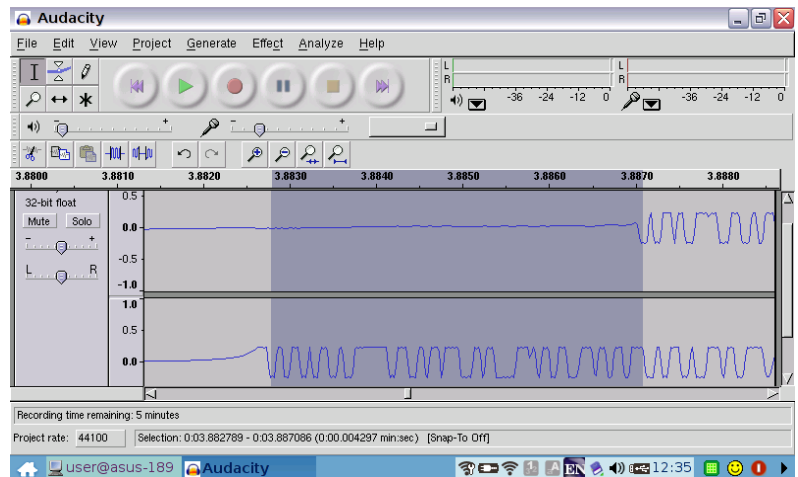 Audacity
File Edit View Project Generate Effect Analyze Help
L
R
-36 -24 -12 0
L
R
-36 -24 -12 0
- +
- +
3.8800 3.8810 3.8820 3.8830 3.8840 3.8850 3.8860 3.8870 3.8880
32-bit float
Mute Solo
- +
L R
0.5
0.0
-0.5
-1.0
1.0
0.5
0.0
Recording time remaining: 5 minutes
Project rate: 44100 Selection: 0:03.882789 - 0:03.887086 (0:00.004297 min:sec) [Snap-To Off]
user@asus-189 Audacity 1 A EN 12:35